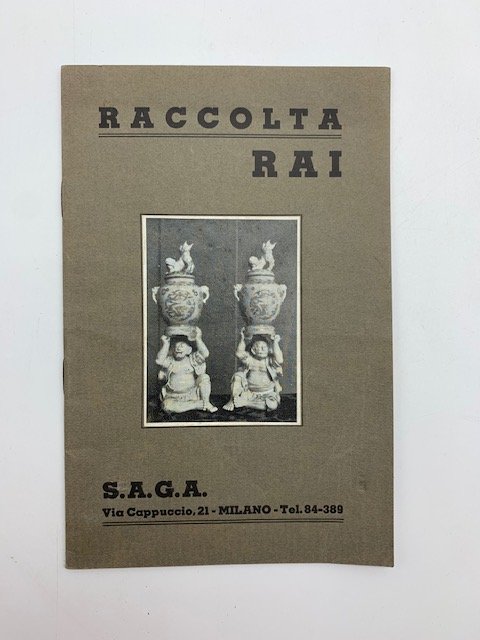 RACCOLTA
RAI
S.A.G.A.
Via Cappuccio, 21 - MILANO - Tel. 84-389